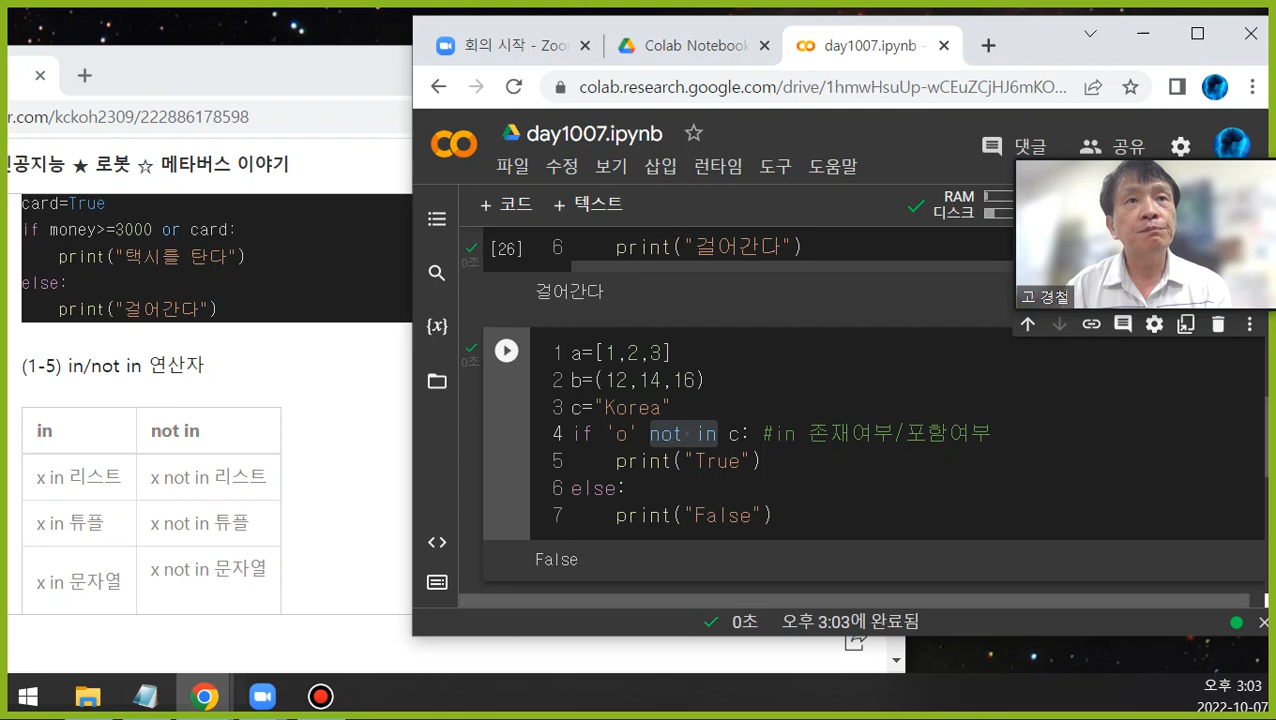 회의 시작 - Zoo
Colab Notebook
day1007.ipynb -
r.com/kckoh2309/222886178598
colab.research.google.com/drive/1hmwHsuUp-wCEuZCjHJ6mKO...
인공지능 ★ 로봇 ☆ 메타버스 이야기
card=True
if money>=3000 or card:
print("택시를 탄다")
else:
print("걸어간다")
(1-5) in/not in 연산자
in not in
x in 리스트 x not in 리스트
x in 튜플 x not in 튜플
x in 문자열 x not in 문자열
day1007.ipynb
댓글 공유
파일 수정 보기 삽입 런타임 도구 도움말
+ 코드 + 텍스트
RAM
디스크
[26] 6 print("걸어간다")
0초
걸어간다
고 경철
0초
{x}
1 a=[1,2,3]
2 b=(12,14,16)
3 c="Korea"
4 if 'o' not in c: #in 존재여부/포함여부
5 print("True")
6 else:
7 print("False")
False
0초 오후 3:03에 완료됨
오후 3:03
2022-10-07